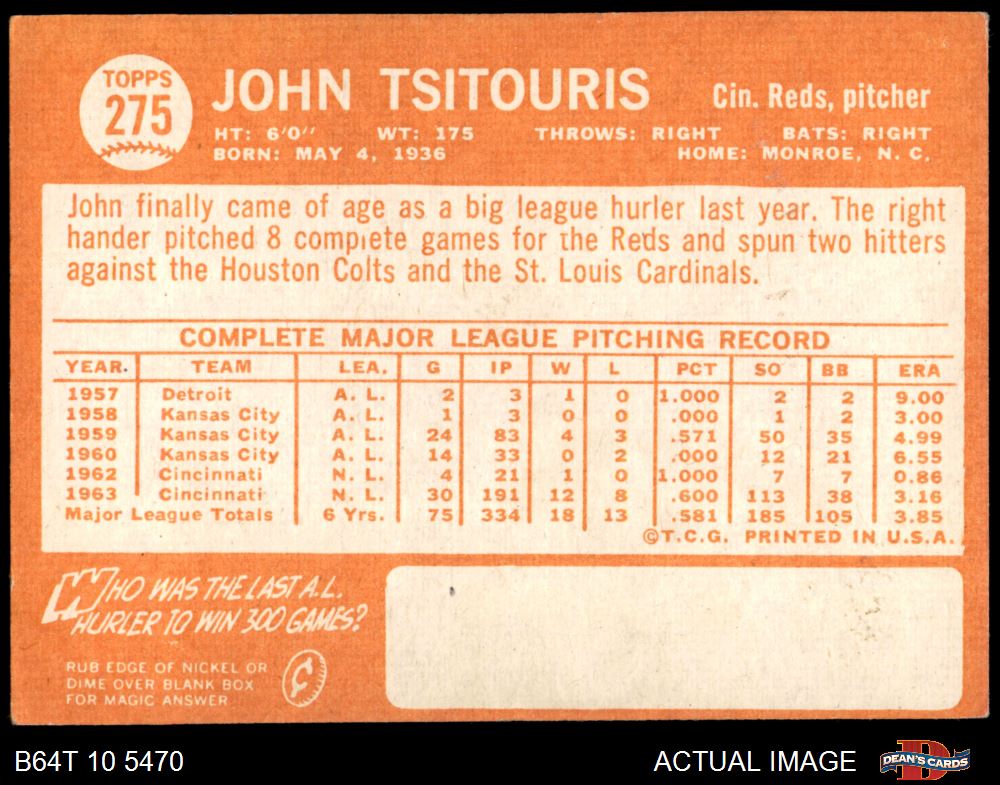 TOPPS
275
JOHN TSITOURIS
Cin. Reds, pitcher
HT: 6'0" WT: 175 THROWS: RIGHT BATS: RIGHT
BORN: MAY 4, 1936 HOME: MONROE, N. C.
John finally came of age as a big league hurler last year. The right
hander pitched 8 complete games for the Reds and spun two hitters
against the Houston Colts and the St. Louis Cardinals.
COMPLETE MAJOR LEAGUE PITCHING RECORD
YEAR. TEAM LEA. G IP W L PCT SO BB ERA
1957 Detroit A. L. 2 3 1 0 1.000 2 2 9.00
1958 Kansas City A. L. 1 3 0 0 .000 1 2 3.00
1959 Kansas City A. L. 24 83 4 3 .571 50 35 4.99
1960 Kansas City A. L. 14 33 0 2 .000 12 21 6.55
1962 Cincinnati N. L. 4 21 1 0 1.000 7 7 0.86
1963 Cincinnati N. L. 30 191 12 8 .600 113 38 3.16
Major League Totals 6 Yrs. 75 334 18 13 .581 185 105 3.85
©T.C.G. PRINTED IN U.S.A.
WHO WAS THE LAST A.L.
HURLER TO WIN 300 GAMES?
RUB EDGE OF NICKEL OR
DIME OVER BLANK BOX
FOR MAGIC ANSWER
¢
B64T 10 5470
ACTUAL IMAGE
DEAN'S CARDS